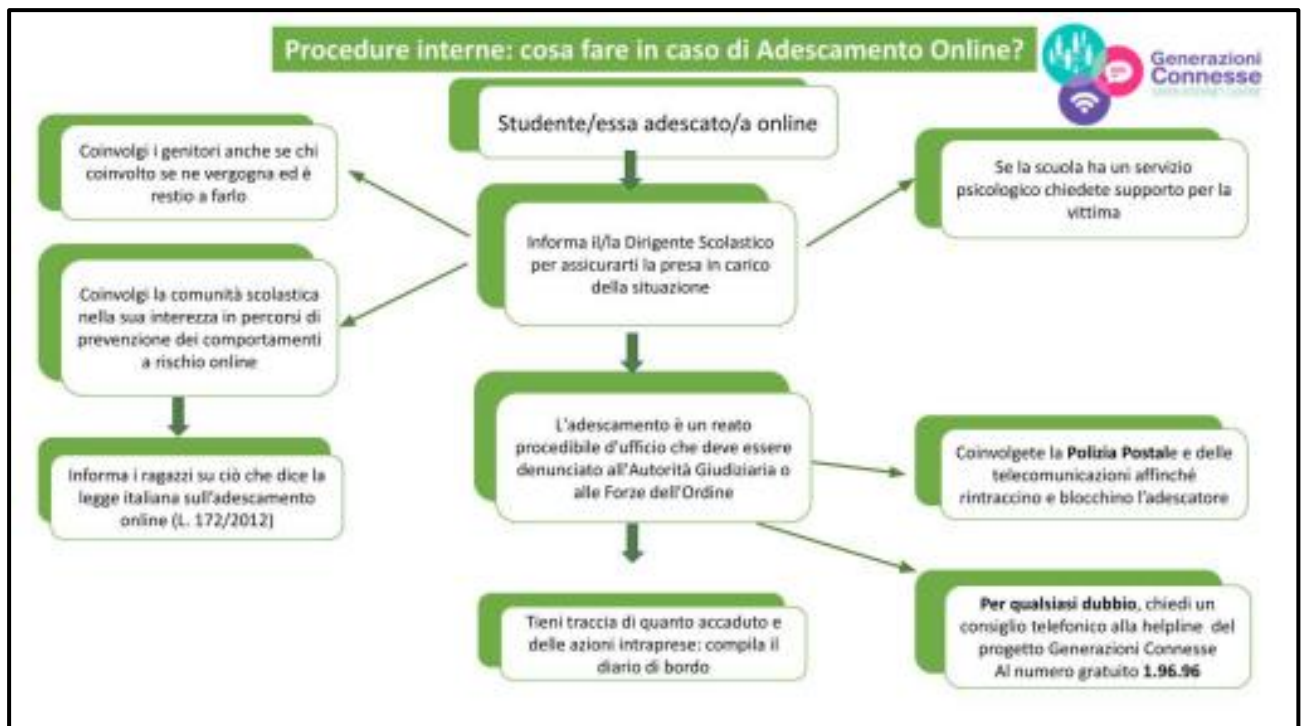 Procedure interne: cosa fare in caso di Adescamento Online?
Generazioni
Connesse
Studente/essa adescato/a online
Coinvolgi i genitori anche se chi
coinvolto se ne vergogna ed è
restio a farlo
Se la scuola ha un servizio
psicologico chiedete supporto per la
vittima
Informa il/la Dirigente Scolastico
per assicurarti la presa in carico
della situazione
Coinvolgi la comunità scolastica
nella sua interezza in percorsi di
prevenzione dei comportamenti
a rischio online
L'adescamento è un reato
procedibile d'ufficio che deve essere
denunciato all'Autorità Giudiziaria o
alle Forze dell'Ordine
Coinvolgete la Polizia Postale e delle
telecomunicazioni affinché
rintraccino e blocchino l'adescatore
Informa i ragazzi su ciò che dice la
legge italiana sull'adescamento
online (L. 172/2012)
Tieni traccia di quanto accaduto e
delle azioni intraprese: compila il
diario di bordo
Per qualsiasi dubbio, chiedi un
consiglio telefonico alla helpline del
progetto Generazioni Connesse
Al numero gratuito 1.96.96